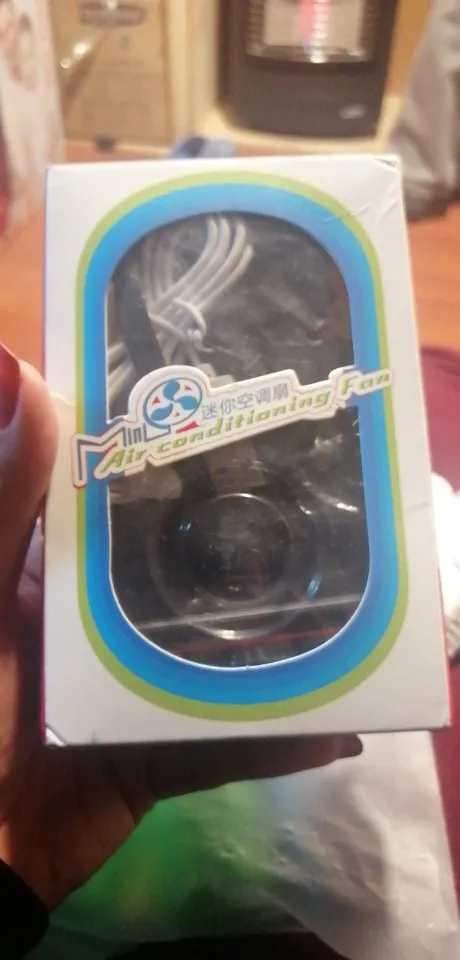 Mini 迷你空调扇
Air conditioning Fan